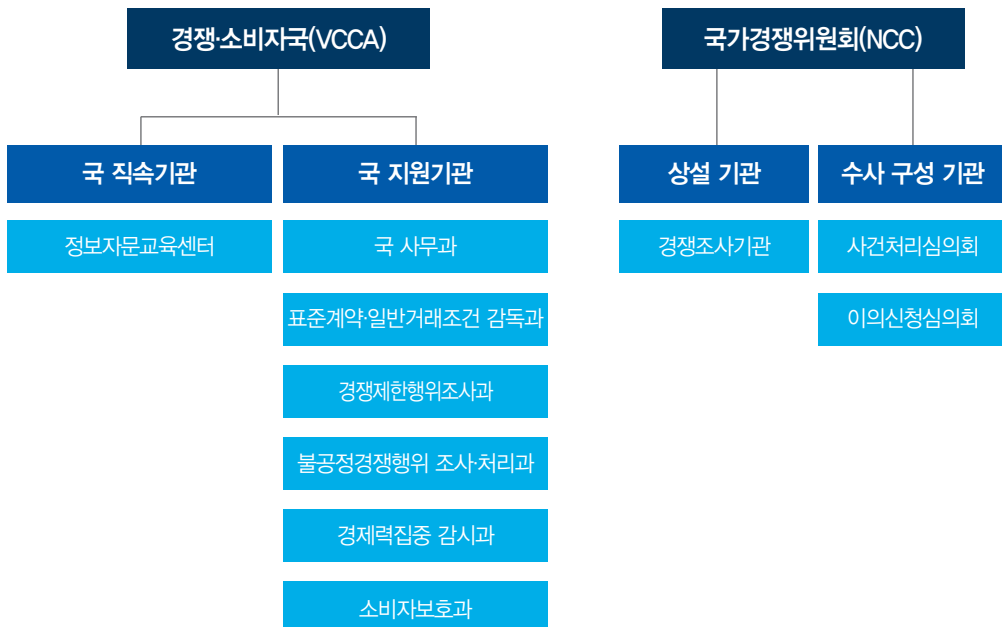 경쟁·소비자국(VCCA)
국가경쟁위원회(NCC)
국 직속기관
국 지원기관
상설 기관
수사 구성 기관
정보자문교육센터
국 사무과
경쟁조사기관
사건처리심의회
표준계약·일반거래조건 감독과
이의신청심의회
경쟁제한행위조사과
불공정경쟁행위 조사·처리과
경제력집중 감시과
소비자보호과